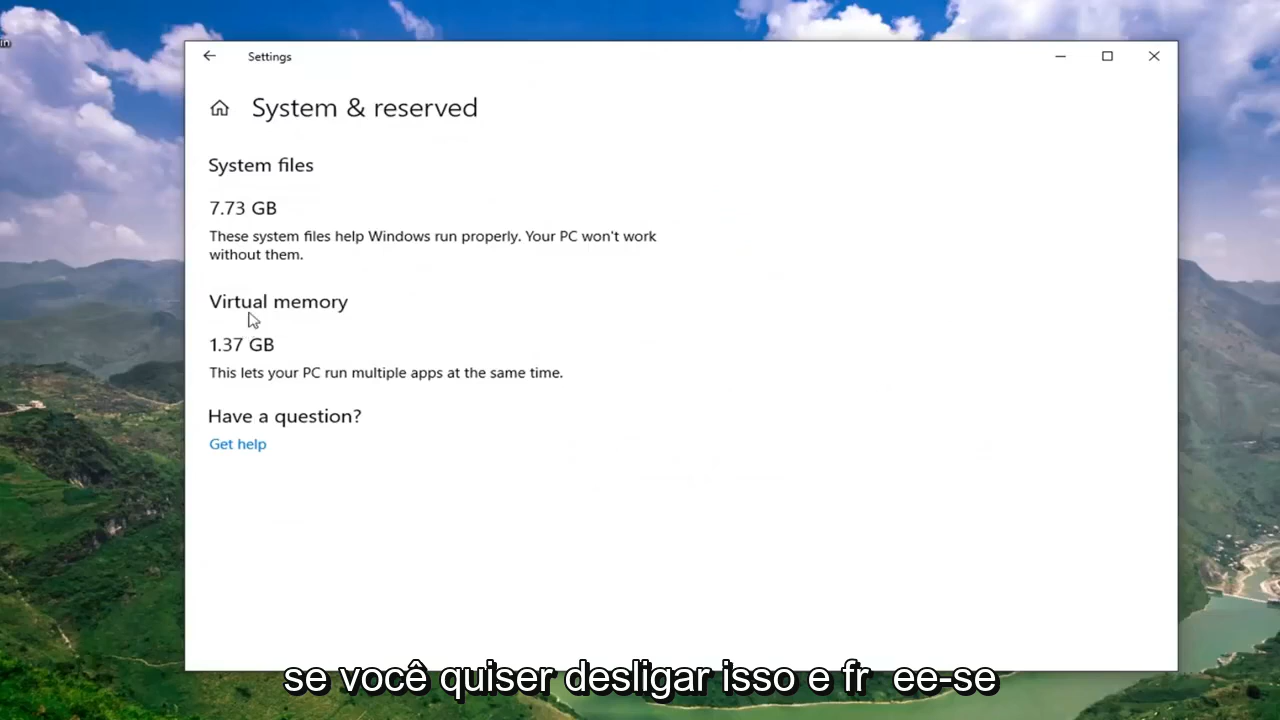 in
Settings
System & reserved
System files
7.73 GB
These system files help Windows run properly. Your PC won't work
without them.
Virtual memory
1.37 GB
This lets your PC run multiple apps at the same time.
Have a question?
Get help
se você quiser desligar isso e fr ee-se